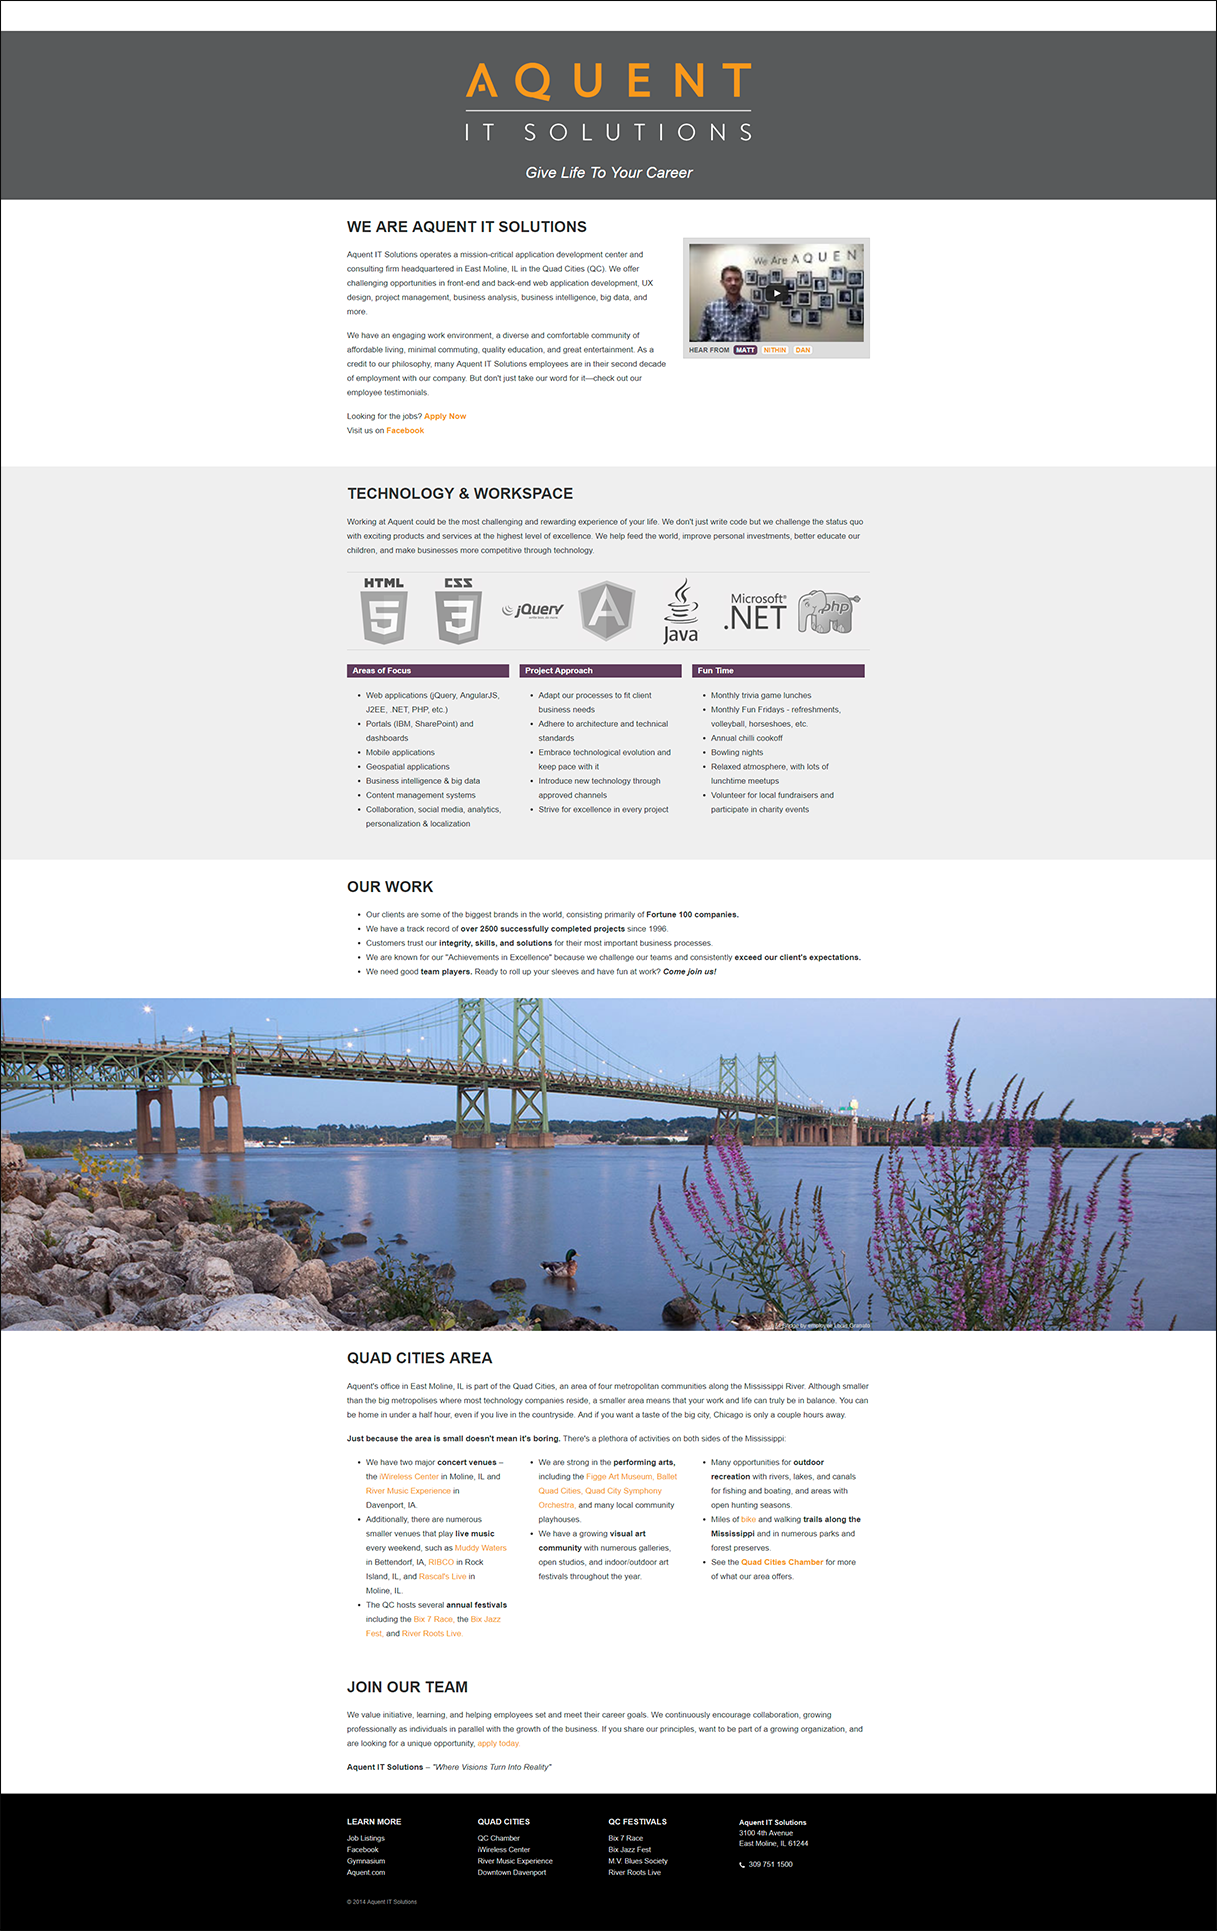 AQUENT
IT SOLUTIONS
Give Life To Your Career
WE ARE AQUENT IT SOLUTIONS
Aquent IT Solutions operates a mission-critical application development center and
consulting firm headquartered in East Moline, IL in the Quad Cities (QC). We offer
challenging opportunities in front-end and back-end web application development, UX
design, project management, business analysis, business intelligence, big data, and
more.
We have an engaging work environment, a diverse and comfortable community of
affordable living, minimal commuting, quality education, and great entertainment. As a
credit to our philosophy, many Aquent IT Solutions employees are in their second decade
of employment with our company. But don't just take our word for it—check out our
employee testimonials.
Looking for the jobs? Apply Now
Visit us on Facebook
We Are AQUEN
HEAR FROM MATT NITHIN DAN
TECHNOLOGY & WORKSPACE
Working at Aquent could be the most challenging and rewarding experience of your life. We don't just write code but we challenge the status quo
with exciting products and services at the highest level of excellence. We help feed the world, improve personal investments, better educate our
children, and make businesses more competitive through technology.
HTML 5
CSS 3
jQuery
A
Java
Microsoft® .NET
php
Areas of Focus
• Web applications (jQuery, AngularJS,
J2EE, .NET, PHP, etc.)
• Portals (IBM, SharePoint) and
dashboards
• Mobile applications
• Geospatial applications
• Business intelligence & big data
• Content management systems
• Collaboration, social media, analytics,
personalization & localization
Project Approach
• Adapt our processes to fit client
business needs
• Adhere to architecture and technical
standards
• Embrace technological evolution and
keep pace with it
• Introduce new technology through
approved channels
• Strive for excellence in every project
Fun Time
• Monthly trivia game lunches
• Monthly Fun Fridays - refreshments,
volleyball, horseshoes, etc.
• Annual chilli cookoff
• Bowling nights
• Relaxed atmosphere, with lots of
lunchtime meetups
• Volunteer for local fundraisers and
participate in charity events
OUR WORK
• Our clients are some of the biggest brands in the world, consisting primarily of Fortune 100 companies.
• We have a track record of over 2500 successfully completed projects since 1996.
• Customers trust our integrity, skills, and solutions for their most important business processes.
• We are known for our "Achievements in Excellence" because we challenge our teams and consistently exceed our client's expectations.
• We need good team players. Ready to roll up your sleeves and have fun at work? Come join us!
by employee
QUAD CITIES AREA
Aquent's office in East Moline, IL is part of the Quad Cities, an area of four metropolitan communities along the Mississippi River. Although smaller
than the big metropolises where most technology companies reside, a smaller area means that your work and life can truly be in balance. You can
be home in under a half hour, even if you live in the countryside. And if you want a taste of the big city, Chicago is only a couple hours away.
Just because the area is small doesn't mean it's boring. There's a plethora of activities on both sides of the Mississippi:
• We have two major concert venues –
the iWireless Center in Moline, IL and
River Music Experience in
Davenport, IA.
• Additionally, there are numerous
smaller venues that play live music
every weekend, such as Muddy Waters
in Bettendorf, IA, RIBCO in Rock
Island, IL, and Rascal's Live in
Moline, IL.
• The QC hosts several annual festivals
including the Bix 7 Race, the Bix Jazz
Fest, and River Roots Live.
• We are strong in the performing arts,
including the Figge Art Museum, Ballet
Quad Cities, Quad City Symphony
Orchestra, and many local community
playhouses.
• We have a growing visual art
community with numerous galleries,
open studios, and indoor/outdoor art
festivals throughout the year.
• Many opportunities for outdoor
recreation with rivers, lakes, and canals
for fishing and boating, and areas with
open hunting seasons.
• Miles of bike and walking trails along the
Mississippi and in numerous parks and
forest preserves.
• See the Quad Cities Chamber for more
of what our area offers.
JOIN OUR TEAM
We value initiative, learning, and helping employees set and meet their career goals. We continuously encourage collaboration, growing
professionally as individuals in parallel with the growth of the business. If you share our principles, want to be part of a growing organization, and
are looking for a unique opportunity, apply today.
Aquent IT Solutions – "Where Visions Turn Into Reality"
LEARN MORE
Job Listings
Facebook
Gymnasium
Aquent.com
QUAD CITIES
QC Chamber
iWireless Center
River Music Experience
Downtown Davenport
QC FESTIVALS
Bix 7 Race
Bix Jazz Fest
M.V. Blues Society
River Roots Live
Aquent IT Solutions
3100 4th Avenue
East Moline, IL 61244
309 751 1500
© 2014 Aquent IT Solutions